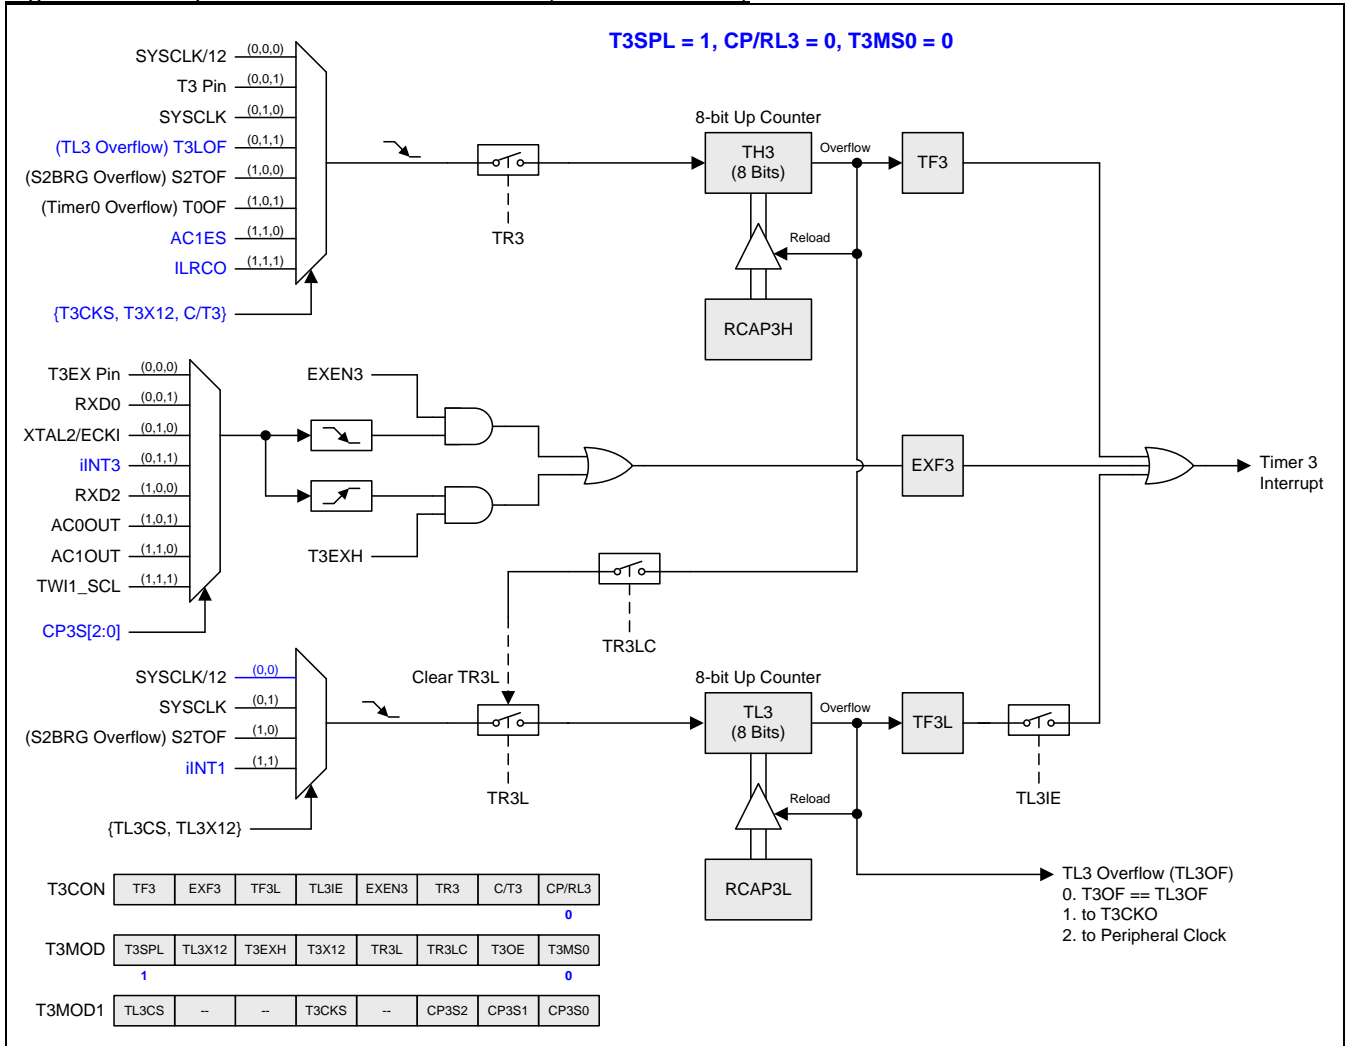 T3SPL = 1, CP/RL3 = 0, T3MS0 = 0
SYSCLK/12 (0,0,0)
T3 Pin (0,0,1)
SYSCLK (0,1,0)
(TL3 Overflow) T3LOF (0,1,1)
(S2BRG Overflow) S2TOF (1,0,0)
(Timer0 Overflow) T0OF (1,0,1)
AC1ES (1,1,0)
ILRCO (1,1,1)
{T3CKS, T3X12, C/T3}
TR3
8-bit Up Counter
TH3
(8 Bits)
Overflow
TF3
Reload
RCAP3H
T3EX Pin (0,0,0)
RXD0 (0,0,1)
XTAL2/ECKI (0,1,0)
iINT3 (0,1,1)
RXD2 (1,0,0)
AC0OUT (1,0,1)
AC1OUT (1,1,0)
TWI1_SCL (1,1,1)
CP3S[2:0]
EXEN3
T3EXH
EXF3
Timer 3
Interrupt
TR3LC
Clear TR3L
SYSCLK/12 (0,0)
SYSCLK (0,1)
(S2BRG Overflow) S2TOF (1,0)
iINT1 (1,1)
{TL3CS, TL3X12}
TR3L
8-bit Up Counter
TL3
(8 Bits)
Overflow
TF3L
TL3IE
Reload
RCAP3L
TL3 Overflow (TL3OF)
0. T3OF == TL3OF
1. to T3CKO
2. to Peripheral Clock
T3CON TF3 EXF3 TF3L TL3IE EXEN3 TR3 C/T3 CP/RL3
0
T3MOD T3SPL TL3X12 T3EXH T3X12 TR3L TR3LC T3OE T3MS0
1 0
T3MOD1 TL3CS -- -- T3CKS -- CP3S2 CP3S1 CP3S0